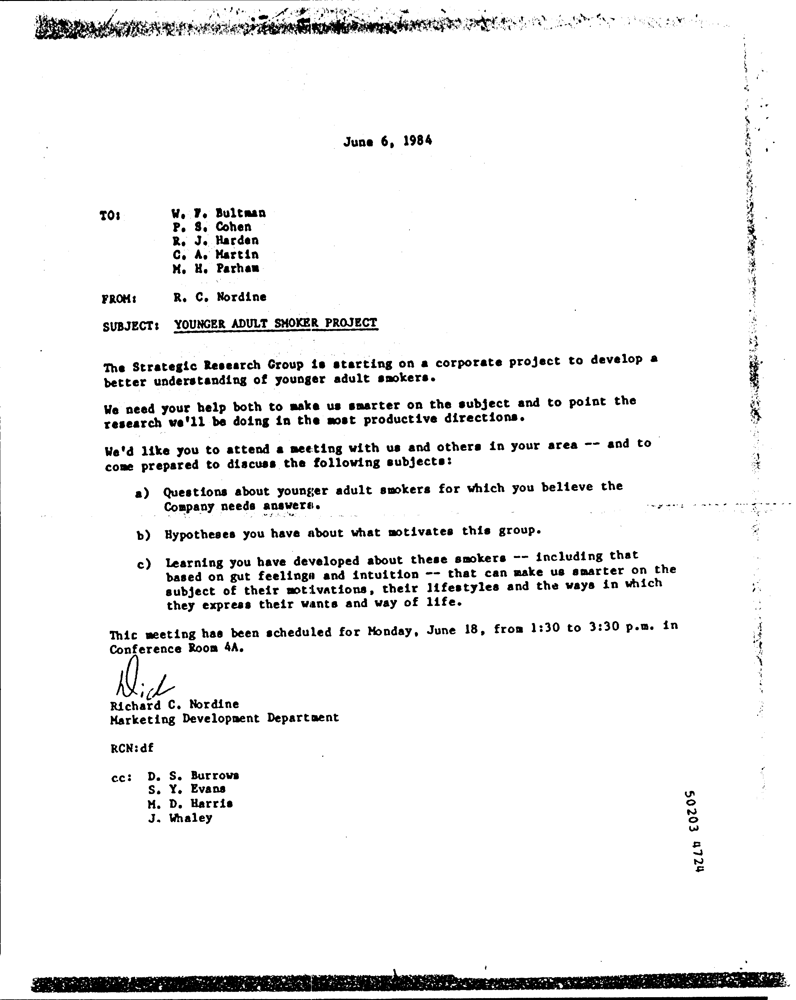 June 6, 1984
TO: W. F. Bultman
P. S. Cohen
R. J. Harden
C. A. Martin
M. H. Parham
FROM: R. C. Nordine
SUBJECT: YOUNGER ADULT SMOKER PROJECT
The Strategic Research Group is starting on a corporate project to develop a
better understanding of younger adult smokers.
We need your help both to make us smarter on the subject and to point the
research we'll be doing in the most productive directions.
We'd like you to attend a meeting with us and others in your area -- and to
come prepared to discuss the following subjects:
a) Questions about younger adult smokers for which you believe the
Company needs answers.
b) Hypotheses you have about what motivates this group.
c) Learning you have developed about these smokers -- including that
based on gut feelings and intuition -- that can make us smarter on the
subject of their motivations, their lifestyles and the ways in which
they express their wants and way of life.
This meeting has been scheduled for Monday, June 18, from 1:30 to 3:30 p.m. in
Conference Room 4A.
Dick
Richard C. Nordine
Marketing Development Department
RCN:df
cc: D. S. Burrows
S. Y. Evans
M. D. Harris
J. Whaley
50203 4724